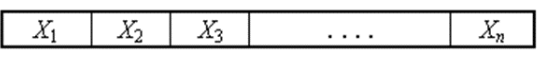 X1 X2 X3 .... Xn